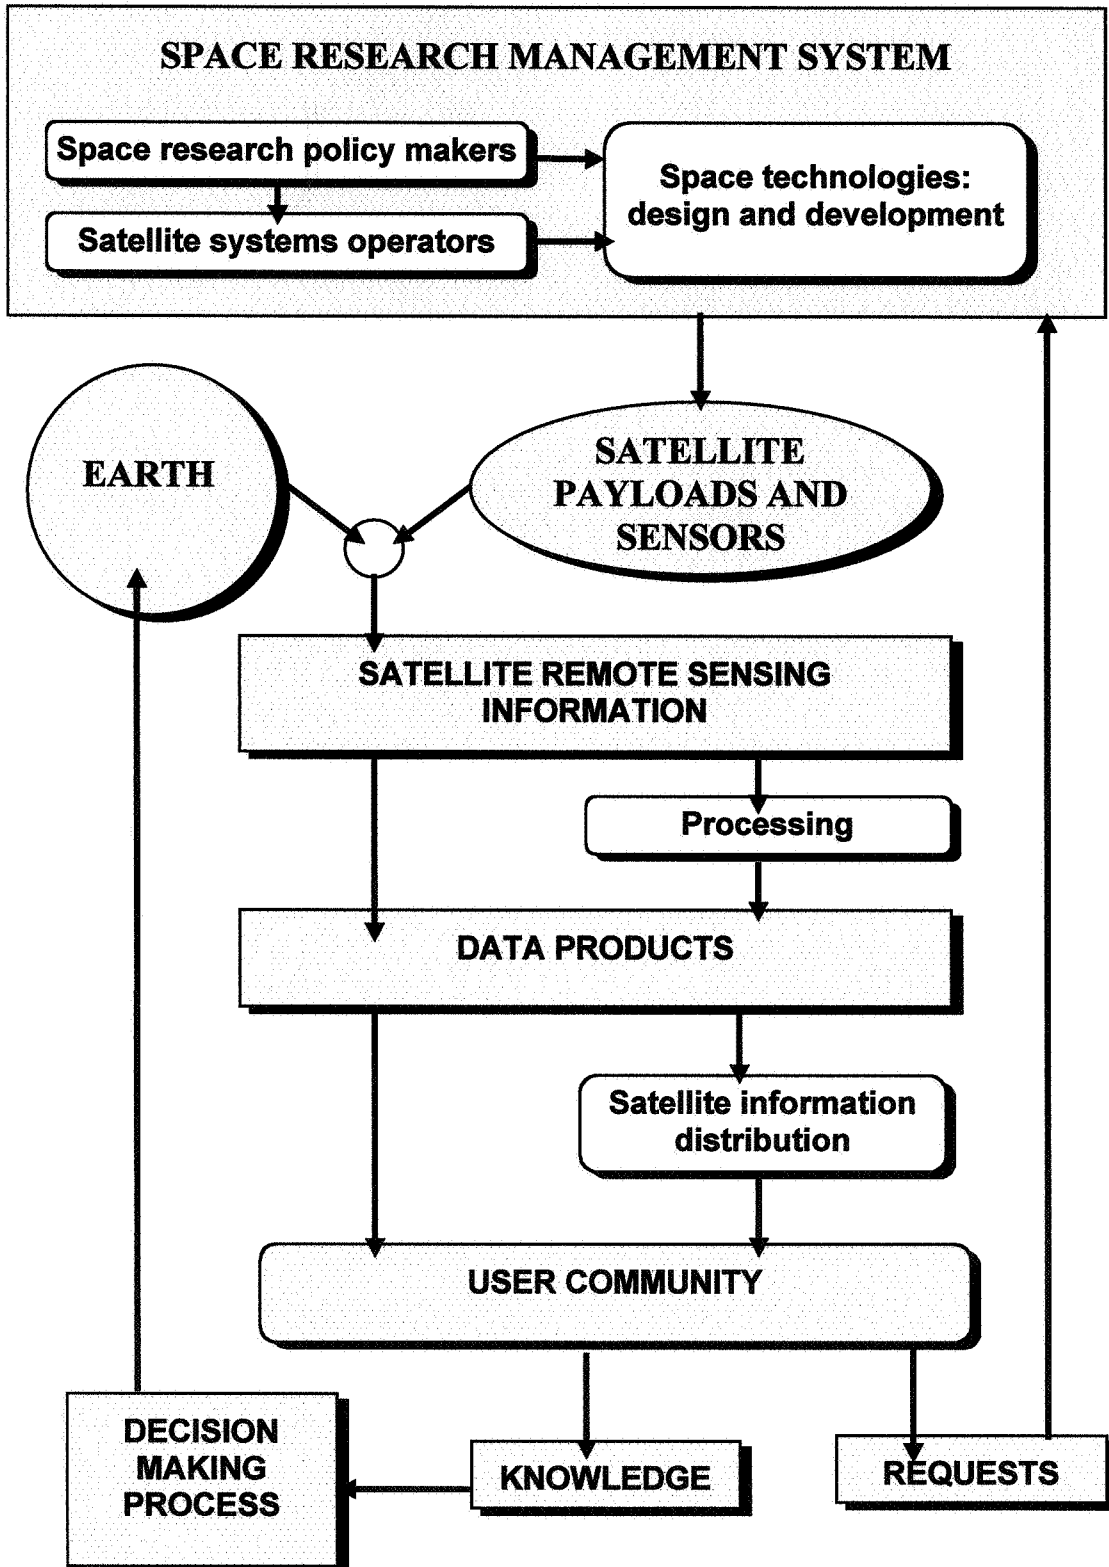 SPACE RESEARCH MANAGEMENT SYSTEM
Space research policy makers
Space technologies:
design and development
Satellite systems operators
EARTH
SATELLITE
PAYLOADS AND
SENSORS
SATELLITE REMOTE SENSING
INFORMATION
Processing
DATA PRODUCTS
Satellite information
distribution
USER COMMUNITY
DECISION
MAKING
PROCESS
KNOWLEDGE
REQUESTS